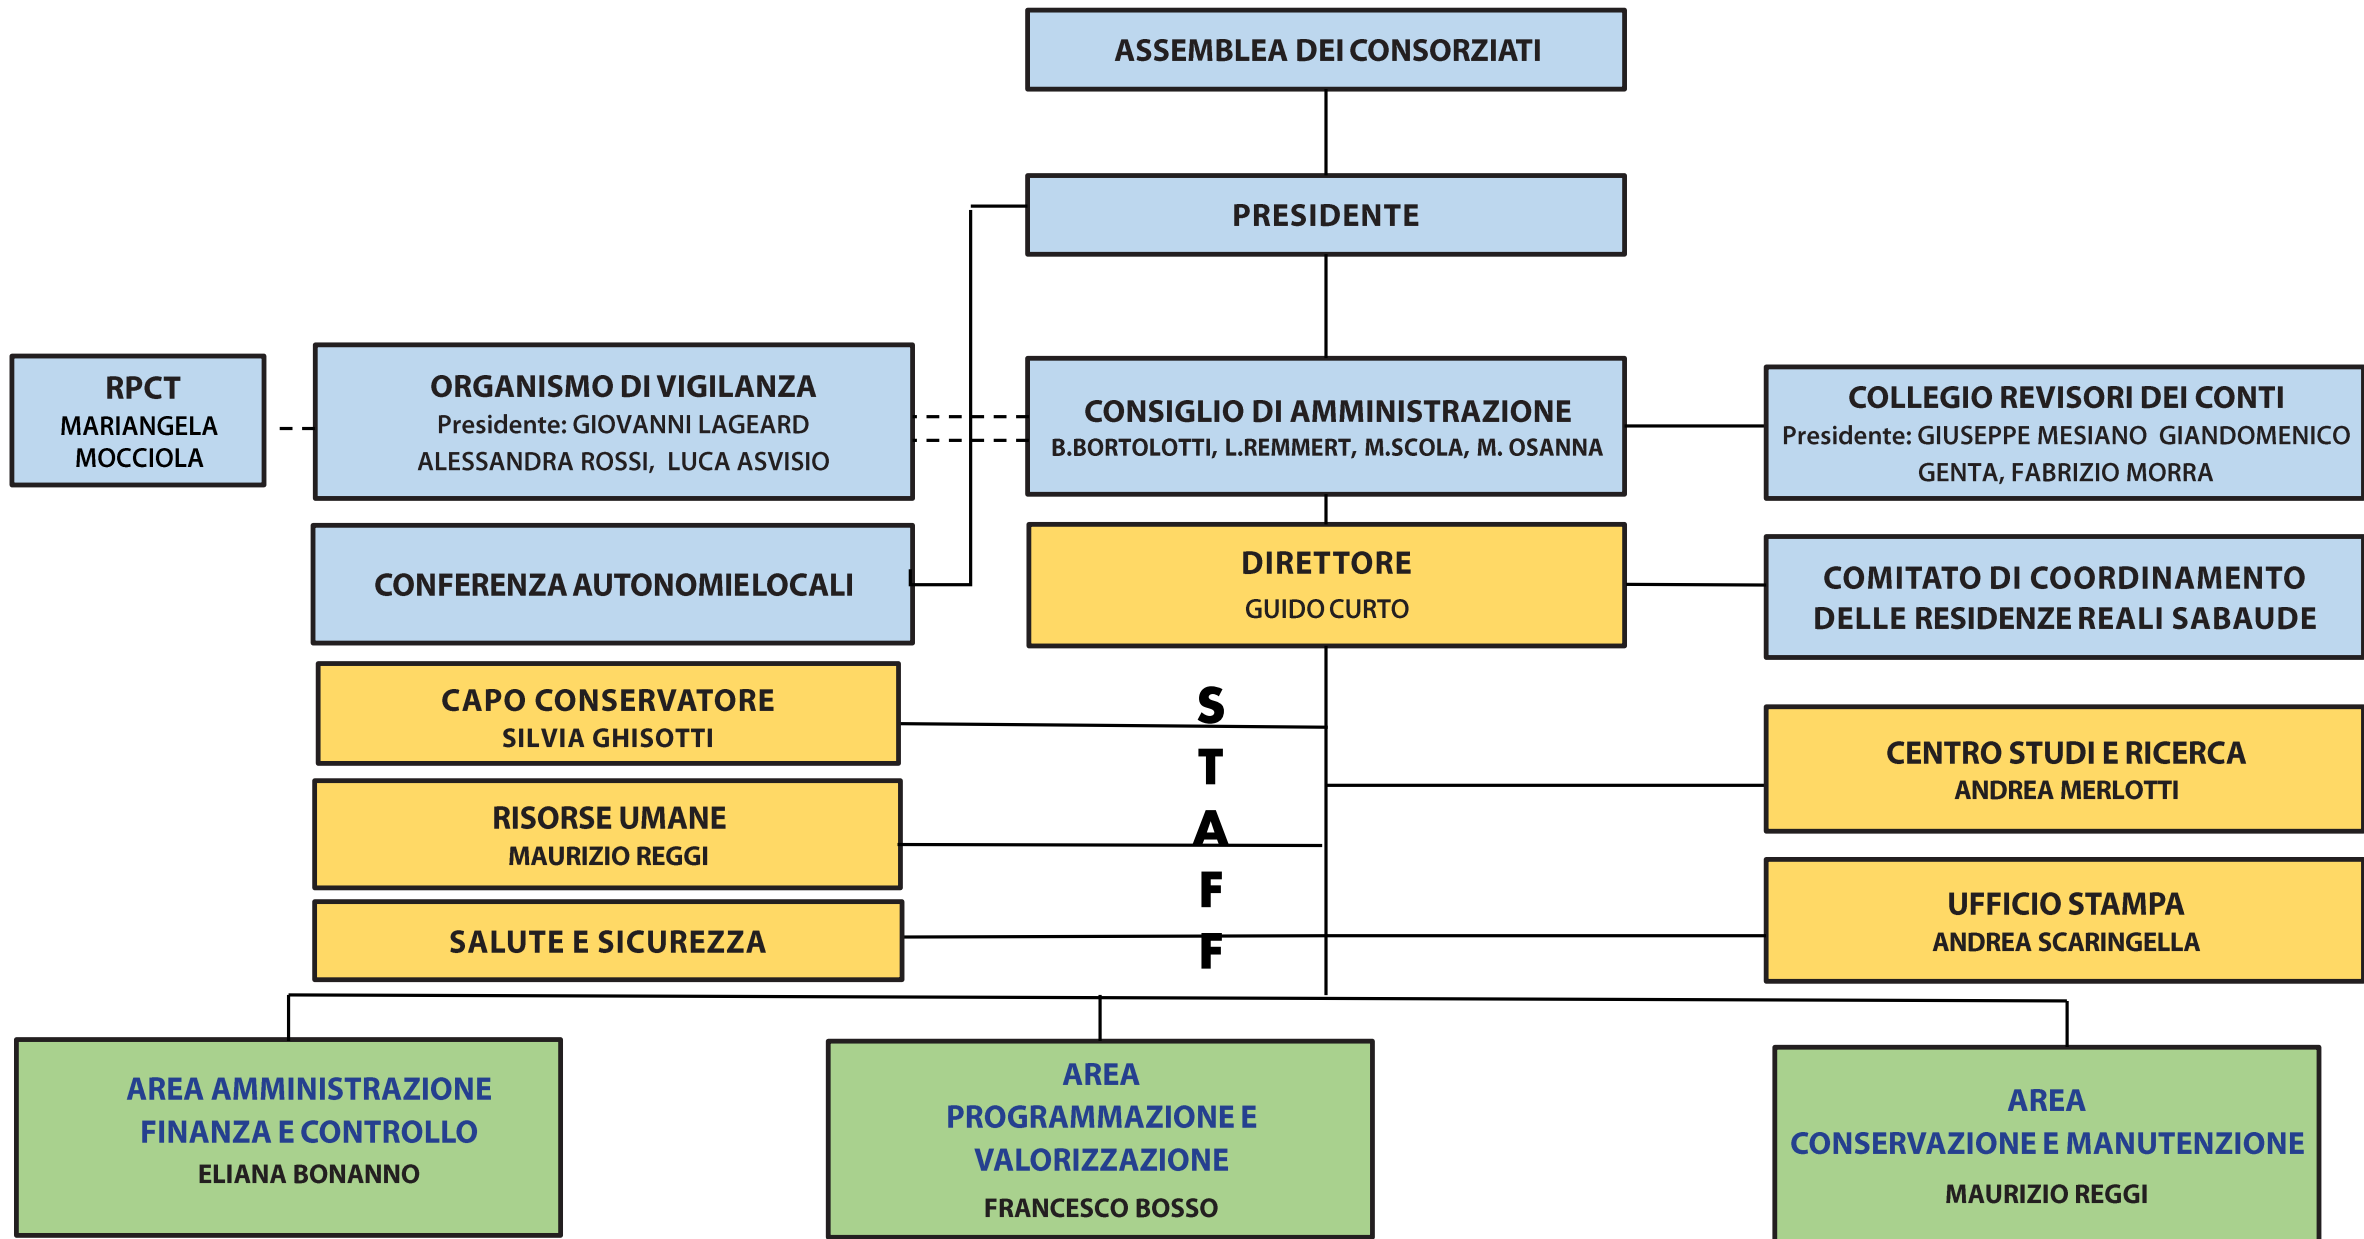 ASSEMBLEA DEI CONSORZIATI
PRESIDENTE
RPCT
MARIANGELA
MOCCIOLA
ORGANISMO DI VIGILANZA
Presidente: GIOVANNI LAGEARD
ALESSANDRA ROSSI, LUCA ASVISIO
CONSIGLIO DI AMMINISTRAZIONE
B.BORTOLOTTI, L.REMMERT, M.SCOLA, M. OSANNA
COLLEGIO REVISORI DEI CONTI
Presidente: GIUSEPPE MESIANO GIANDOMENICO
GENTA, FABRIZIO MORRA
CONFERENZA AUTONOMIELOCALI
DIRETTORE
GUIDO CURTO
COMITATO DI COORDINAMENTO
DELLE RESIDENZE REALI SABAUDE
CAPO CONSERVATORE
SILVIA GHISOTTI
RISORSE UMANE
MAURIZIO REGGI
SALUTE E SICUREZZA
S
T
A
F
F
CENTRO STUDI E RICERCA
ANDREA MERLOTTI
UFFICIO STAMPA
ANDREA SCARINGELLA
AREA AMMINISTRAZIONE
FINANZA E CONTROLLO
ELIANA BONANNO
AREA
PROGRAMMAZIONE E
VALORIZZAZIONE
FRANCESCO BOSSO
AREA
CONSERVAZIONE E MANUTENZIONE
MAURIZIO REGGI